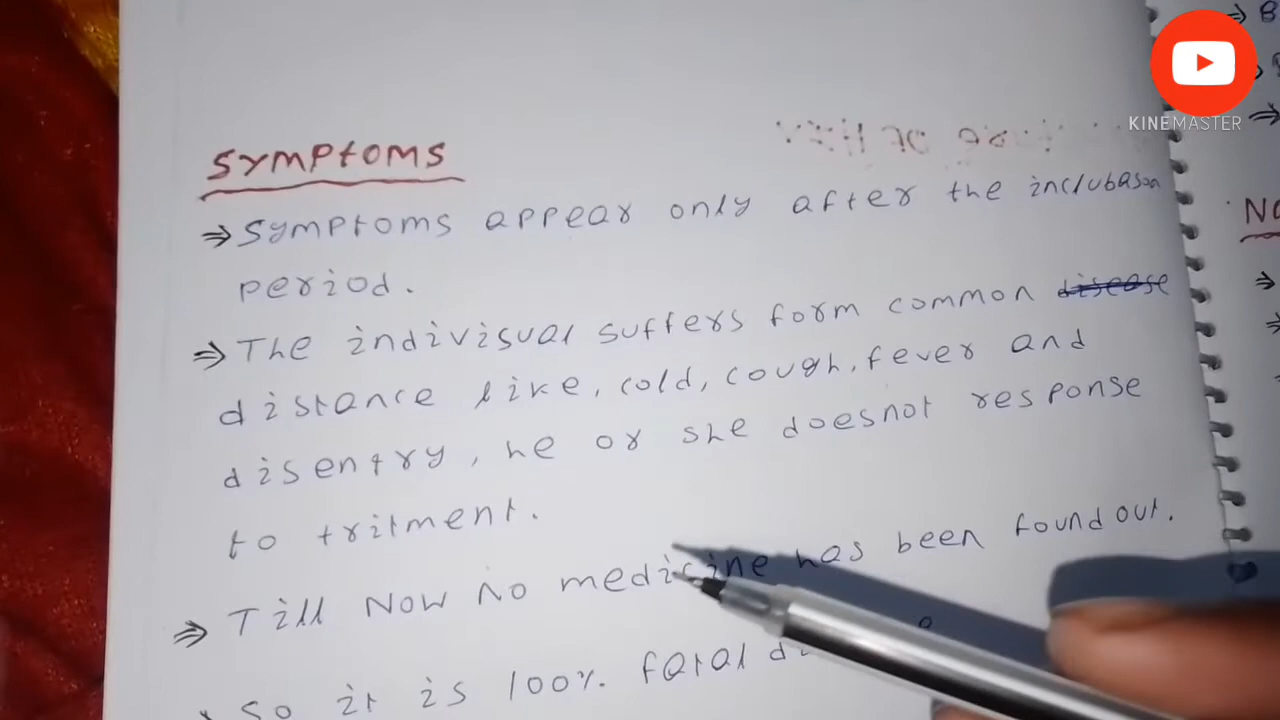 KINEMASTER
SYMPTOMS
⇒ Symptoms appear only after the inclubason
period.
⇒ The indivisual suffers form common disease
distance like, cold, cough, fever and
disentry, he or she doesnot response
to tritment.
⇒ Till Now No medicine has been found out.
So it is 100% fatal